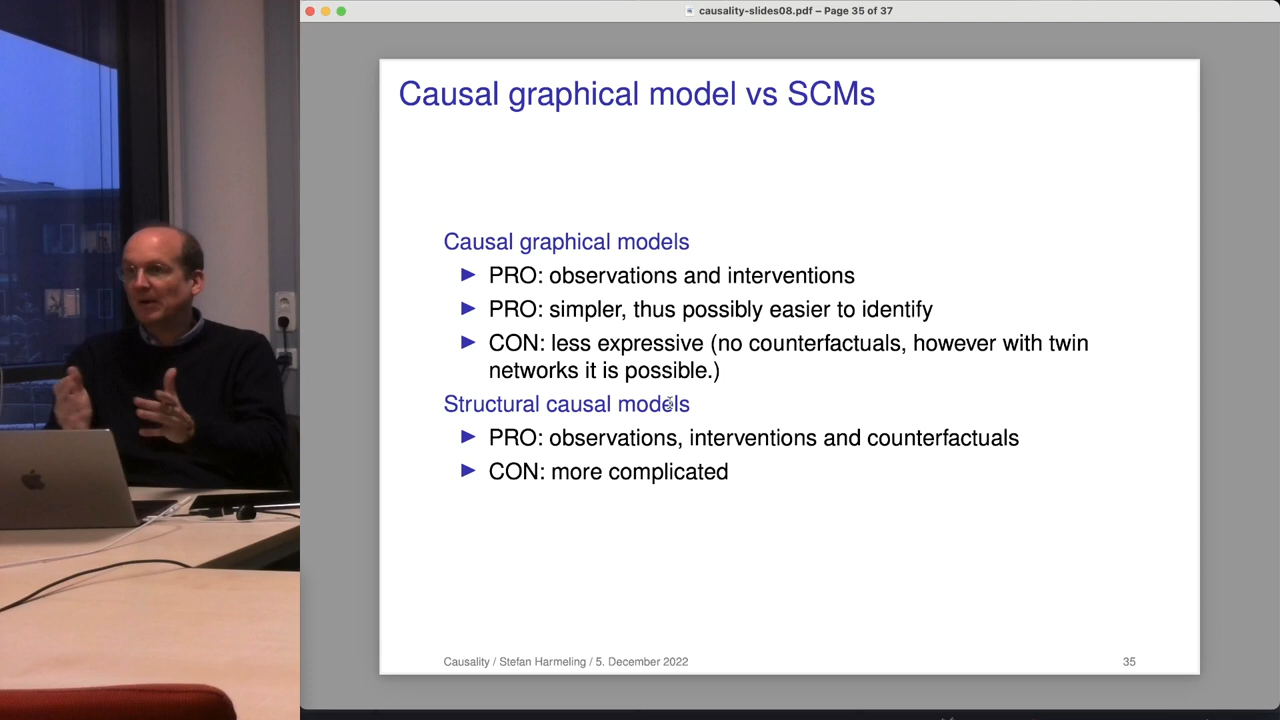 causality-slides08.pdf – Page 35 of 37
Causal graphical model vs SCMs
Causal graphical models
PRO: observations and interventions
PRO: simpler, thus possibly easier to identify
CON: less expressive (no counterfactuals, however with twin
networks it is possible.)
Structural causal models
PRO: observations, interventions and counterfactuals
CON: more complicated
Causality / Stefan Harmeling / 5. December 2022
35